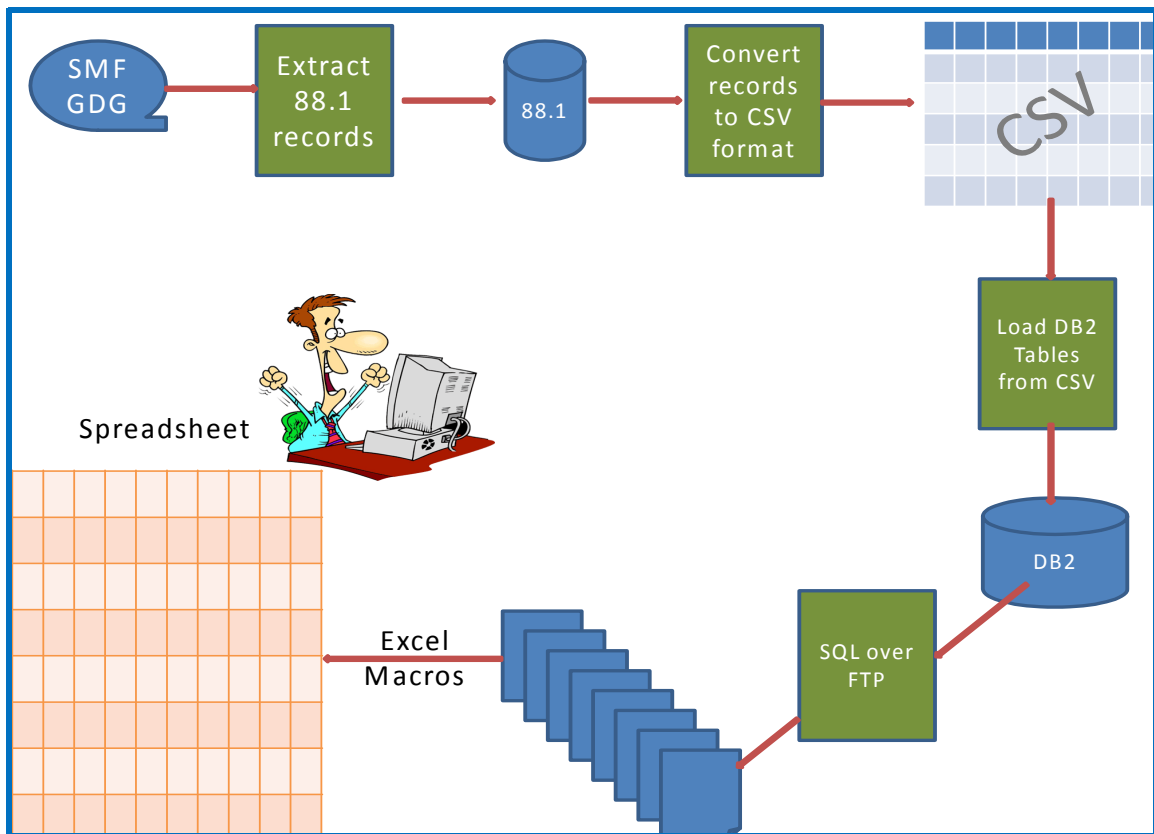 SMF
GDG
Extract
88.1
records
88.1
Convert
records
to CSV
format
CSV
Load DB2
Tables
from CSV
DB2
SQL over
FTP
Excel
Macros
Spreadsheet